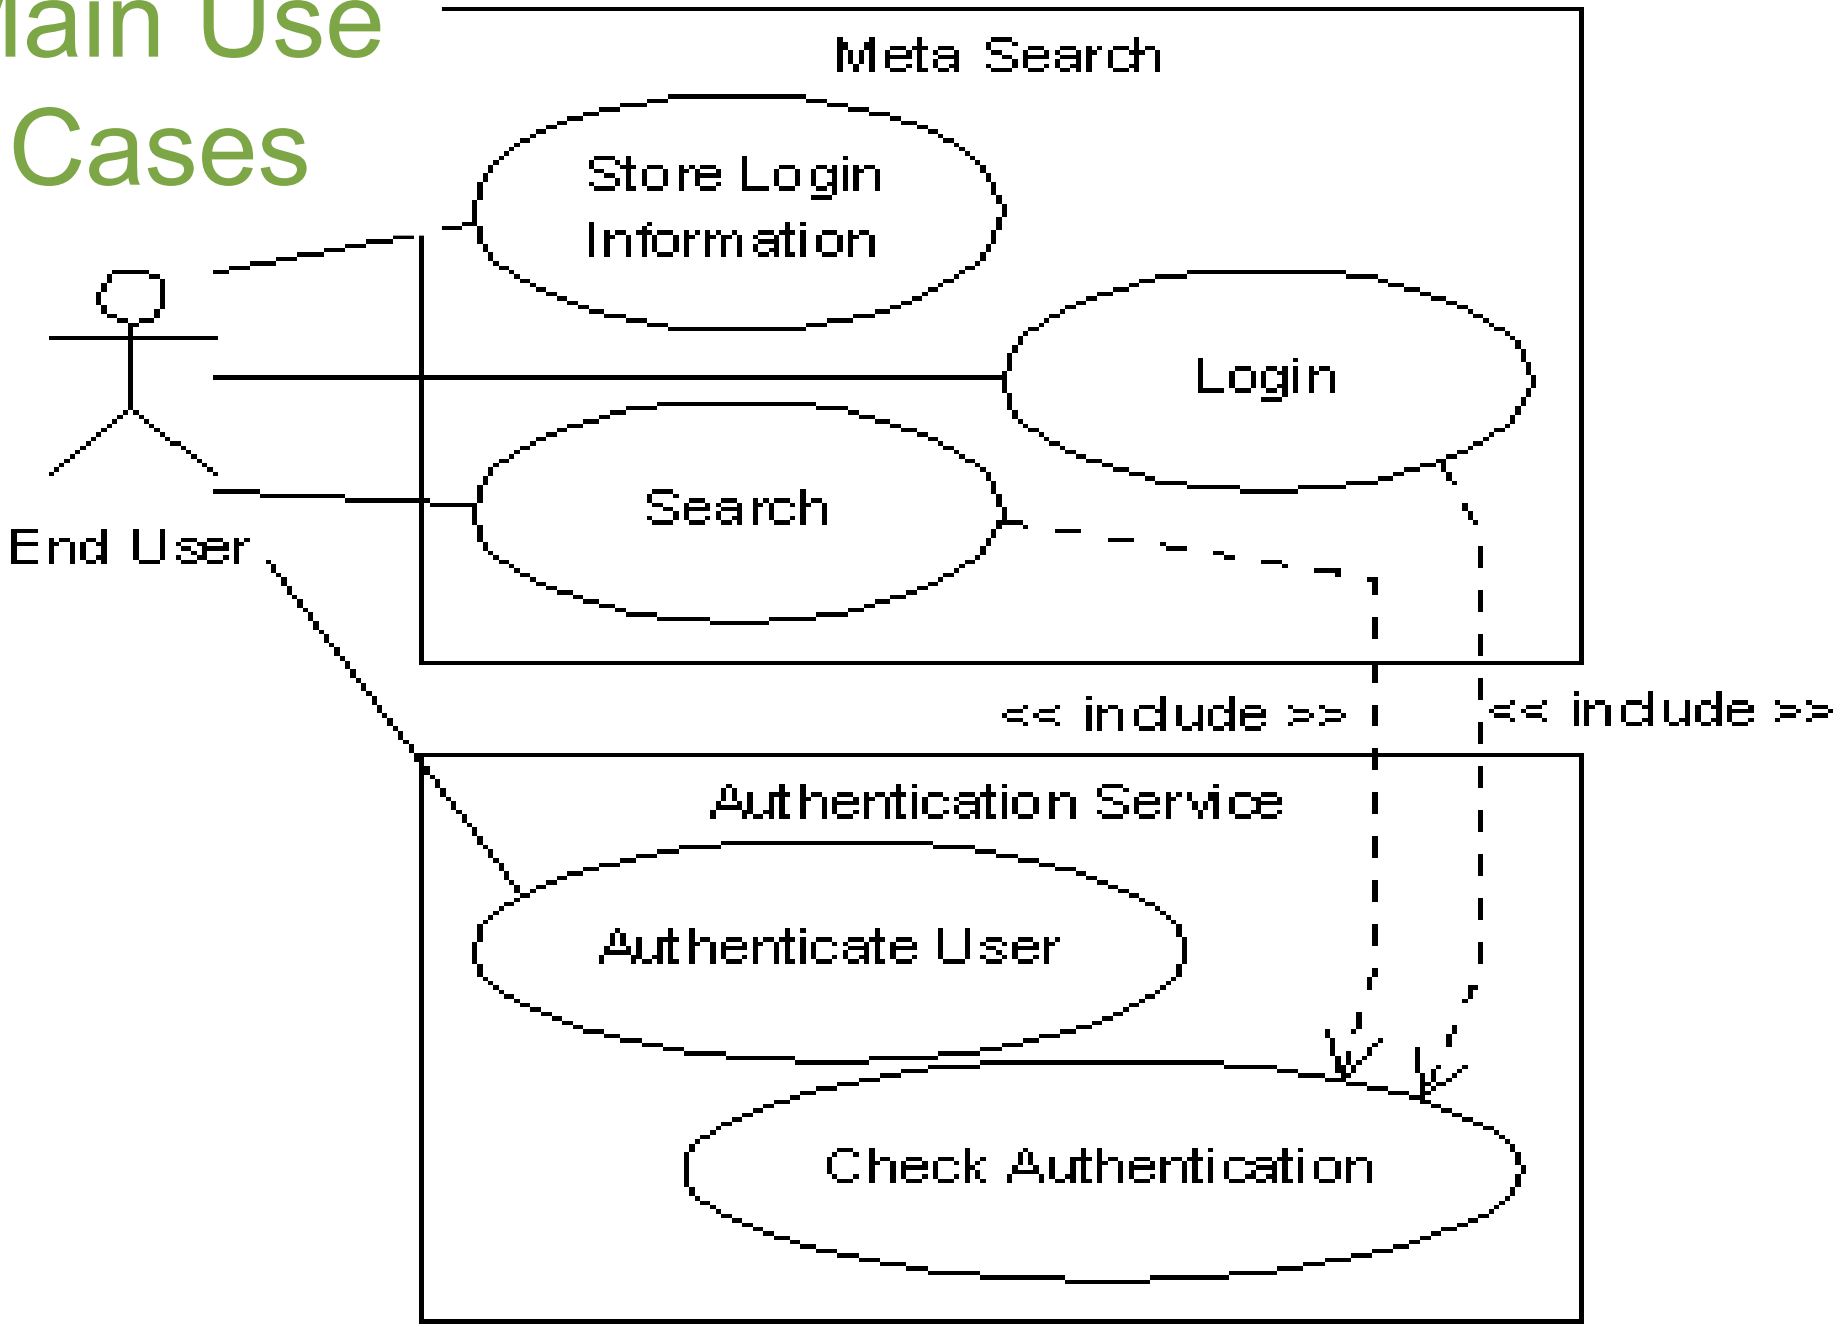 Main Use
Cases
Meta Search
Store Login
Information
Login
Search
End User
<< include >>
<< include >>
Authentication Service
Authenticate User
Check Authentication